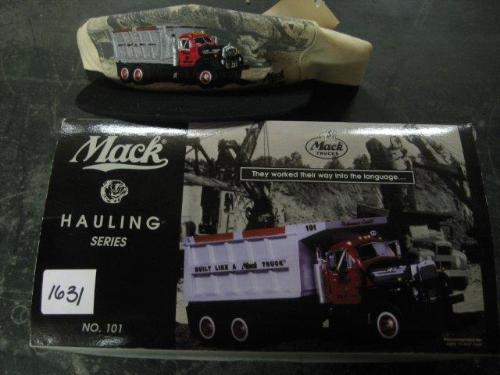 Mack
HAULING
SERIES
1631
NO. 101
Mack
TRUCKS
They worked their way into the language...
101
BUILT LIKE A Mack TRUCK